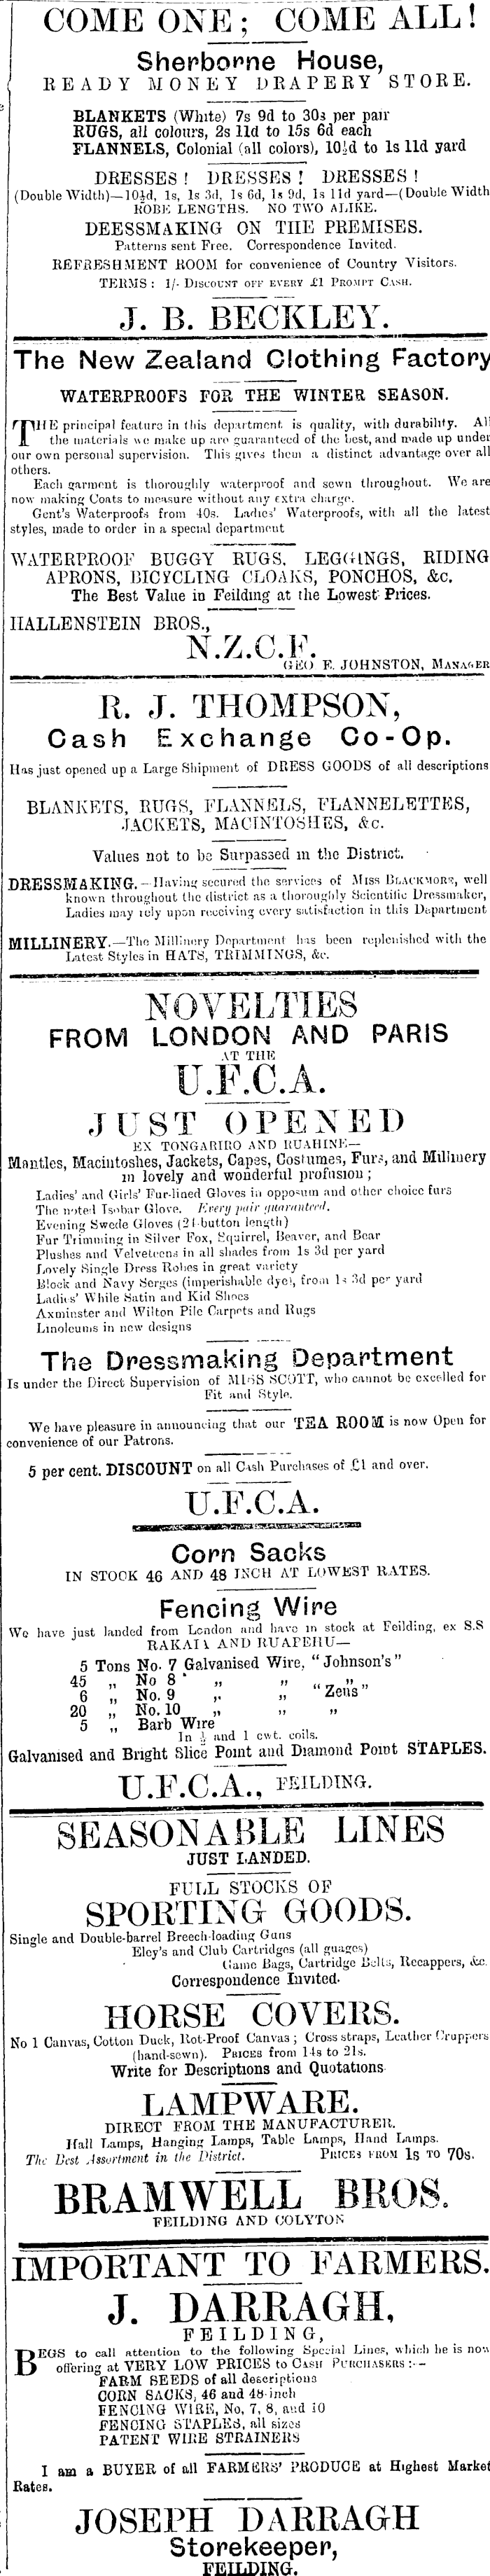 COME ONE; COME ALL!
Sherborne House,
READY MONEY DRAPERY STORE.
BLANKETS (White) 7s 9d to 30s per pair
RUGS, all colours, 2s 11d to 15s 6d each
FLANNELS, Colonial (all colors), 10½d to 1s 11d yard
DRESSES! DRESSES! DRESSES!
(Double Width)—10½d, 1s, 1s 3d, 1s 6d, 1s 9d, 1s 11d yard—(Double Width
ROBE LENGTHS. NO TWO ALIKE.
DEESSMAKING ON THE PREMISES.
Patterns sent Free. Correspondence Invited.
REFRESHMENT ROOM for convenience of Country Visitors.
TERMS: 1/- DISCOUNT OFF EVERY £1 PROMPT CASH.
J. B. BECKLEY.
The New Zealand Clothing Factory
WATERPROOFS FOR THE WINTER SEASON.
THE principal feature in this department is quality, with durability. All
the materials we make up are guaranteed of the best, and made up under
our own personal supervision. This gives them a distinct advantage over all
others.
Each garment is thoroughly waterproof and sewn throughout. We are
now making Coats to measure without any extra charge.
Gent's Waterproofs from 40s. Ladies' Waterproofs, with all the latest
styles, made to order in a special department
WATERPROOF BUGGY RUGS, LEGGINGS, RIDING
APRONS, BICYCLING CLOAKS, PONCHOS, &c.
The Best Value in Feilding at the Lowest Prices.
HALLENSTEIN BROS.,
N.Z.C.F.
GEO F. JOHNSTON, MANAGER
R. J. THOMPSON,
Cash Exchange Co-Op.
Has just opened up a Large Shipment of DRESS GOODS of all descriptions
BLANKETS, RUGS, FLANNELS, FLANNELETTES,
JACKETS, MACINTOSHES, &c.
Values not to be Surpassed in the District.
DRESSMAKING.—Having secured the services of MISS BLACKMORE, well
known throughout the district as a thoroughly Scientific Dressmaker,
Ladies may rely upon receiving every satisfaction in this Department
MILLINERY.—The Millinery Department has been replenished with the
Latest Styles in HATS, TRIMMINGS, &c.
NOVELTIES
FROM LONDON AND PARIS
AT THE
U.F.C.A.
JUST OPENED
EX TONGARIRO AND RUAHINE—
Mantles, Macintoshes, Jackets, Capes, Costumes, Furs, and Millinery
in lovely and wonderful profusion;
Ladies' and Girls' Fur-lined Gloves in opposum and other choice furs
The noted Isobar Glove. Every pair guaranteed.
Evening Swede Gloves (24-button length)
Fur Trimming in Silver Fox, Squirrel, Beaver, and Bear
Plushes and Velveteens in all shades from 1s 3d per yard
Lovely Single Dress Robes in great variety
Block and Navy Serges (imperishable dye), from 1s 3d per yard
Ladies' While Satin and Kid Shoes
Axminster and Wilton Pile Carpets and Rugs
Linoleums in new designs
The Dressmaking Department
Is under the Direct Supervision of MISS SCOTT, who cannot be excelled for
Fit and Style.
We have pleasure in announcing that our TEA ROOM is now Open for
convenience of our Patrons.
5 per cent. DISCOUNT on all Cash Purchases of £1 and over.
U.F.C.A.
Corn Sacks
IN STOCK 46 AND 48 INCH AT LOWEST RATES.
Fencing Wire
We have just landed from London and have in stock at Feilding, ex S.S
RAKAIA AND RUAPEHU—
5 Tons No. 7 Galvanised Wire, "Johnson's"
45 „ No 8 „ „ „
6 „ No. 9 „ „ "Zeus"
20 „ No. 10 „ „ „
5 „ Barb Wire
In ½ and 1 cwt. coils.
Galvanised and Bright Slice Point and Diamond Point STAPLES.
U.F.C.A., FEILDING.
SEASONABLE LINES
JUST LANDED.
FULL STOCKS OF
SPORTING GOODS.
Single and Double-barrel Breech-loading Guns
Eley's and Club Cartridges (all guages)
Game Bags, Cartridge Belts, Recappers, &c.
Correspondence Invited.
HORSE COVERS.
No 1 Canvas, Cotton Duck, Rot-Proof Canvas; Cross straps, Leather Cruppers
(hand-sewn). PRICES from 14s to 21s.
Write for Descriptions and Quotations
LAMPWARE.
DIRECT FROM THE MANUFACTURER.
Hall Lamps, Hanging Lamps, Table Lamps, Hand Lamps.
The Best Assortment in the District. PRICES FROM 1s TO 70s.
BRAMWELL BROS.
FEILDING AND COLYTON
IMPORTANT TO FARMERS.
J. DARRAGH,
FEILDING,
BEGS to call attention to the following Special Lines, which he is now
offering at VERY LOW PRICES to CASH PURCHASERS:—
FARM SEEDS of all descriptions
CORN SACKS, 46 and 48-inch
FENCING WIRE, No, 7, 8, and 10
FENCING STAPLES, all sizes
PATENT WIRE STRAINERS
I am a BUYER of all FARMERS' PRODUCE at Highest Market
Rates.
JOSEPH DARRAGH
Storekeeper,
FEILDING.